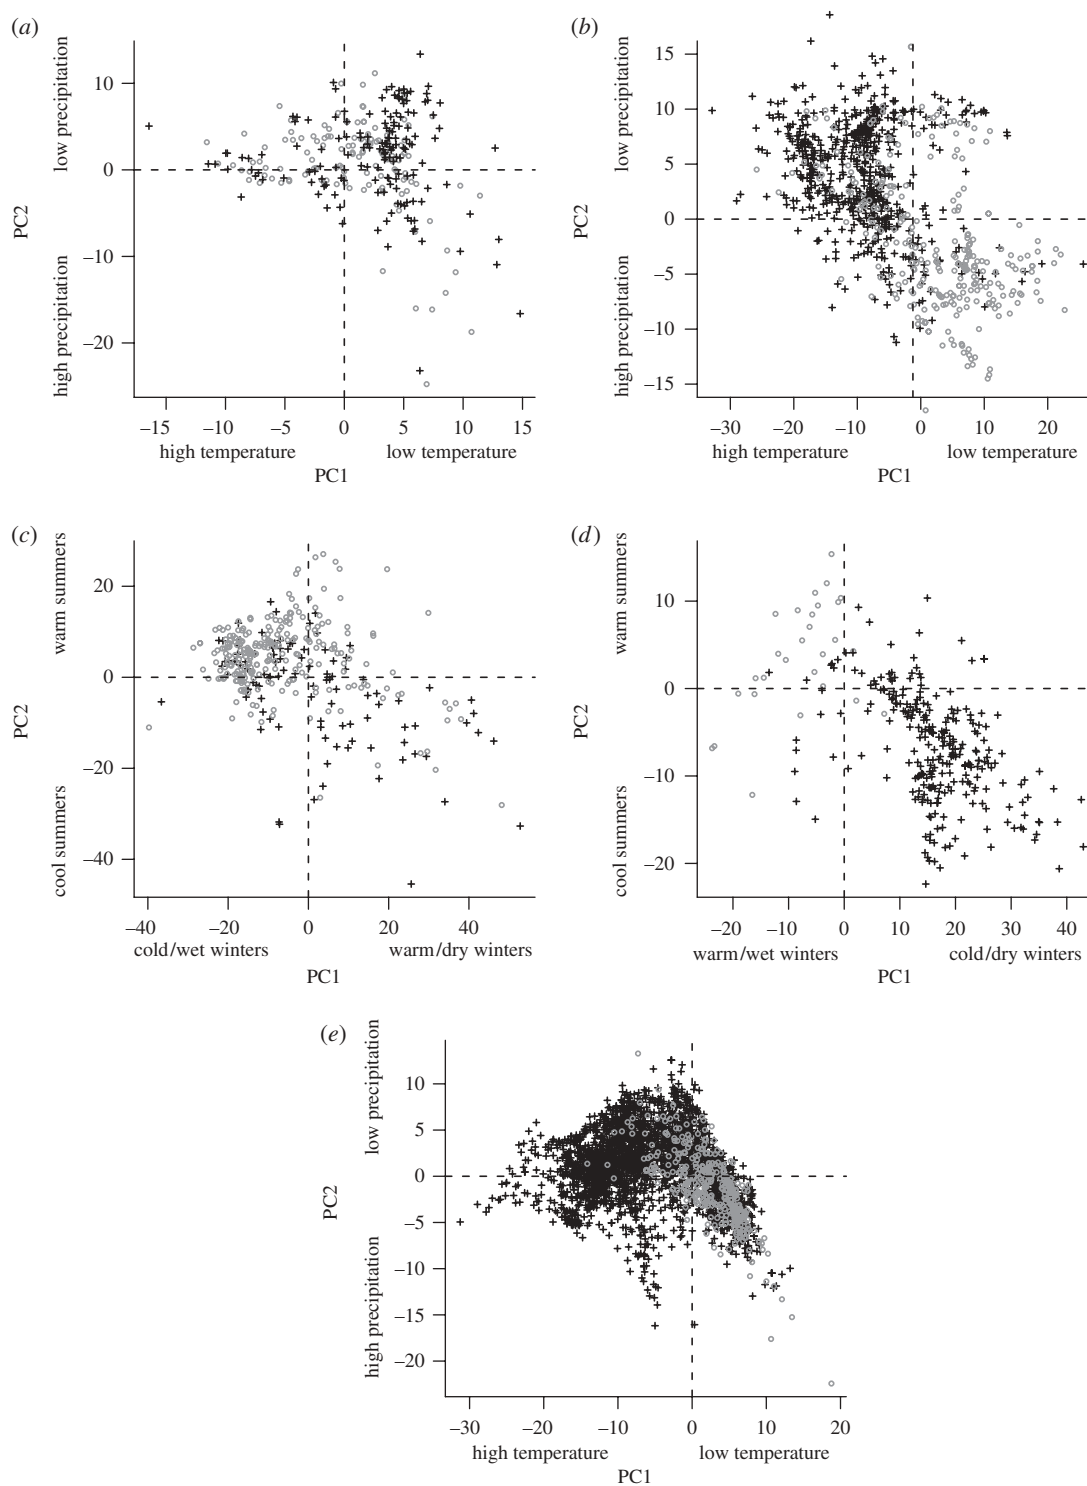 (a)
low precipitation
high precipitation
PC2
10
0
–10
–20
–15 –10 –5 0 5 10 15
high temperature low temperature
PC1
(b)
low precipitation
high precipitation
PC2
15
10
5
0
–5
–10
–15
–30 –20 –10 0 10 20
high temperature low temperature
PC1
(c)
warm summers
cool summers
PC2
20
0
–20
–40
–40 –20 0 20 40
cold/wet winters warm/dry winters
PC1
(d)
warm summers
cool summers
PC2
10
0
–10
–20
–20 –10 0 10 20 30 40
warm/wet winters cold/dry winters
PC1
(e)
low precipitation
high precipitation
PC2
10
5
0
–5
–10
–15
–20
–30 –20 –10 0 10 20
high temperature low temperature
PC1